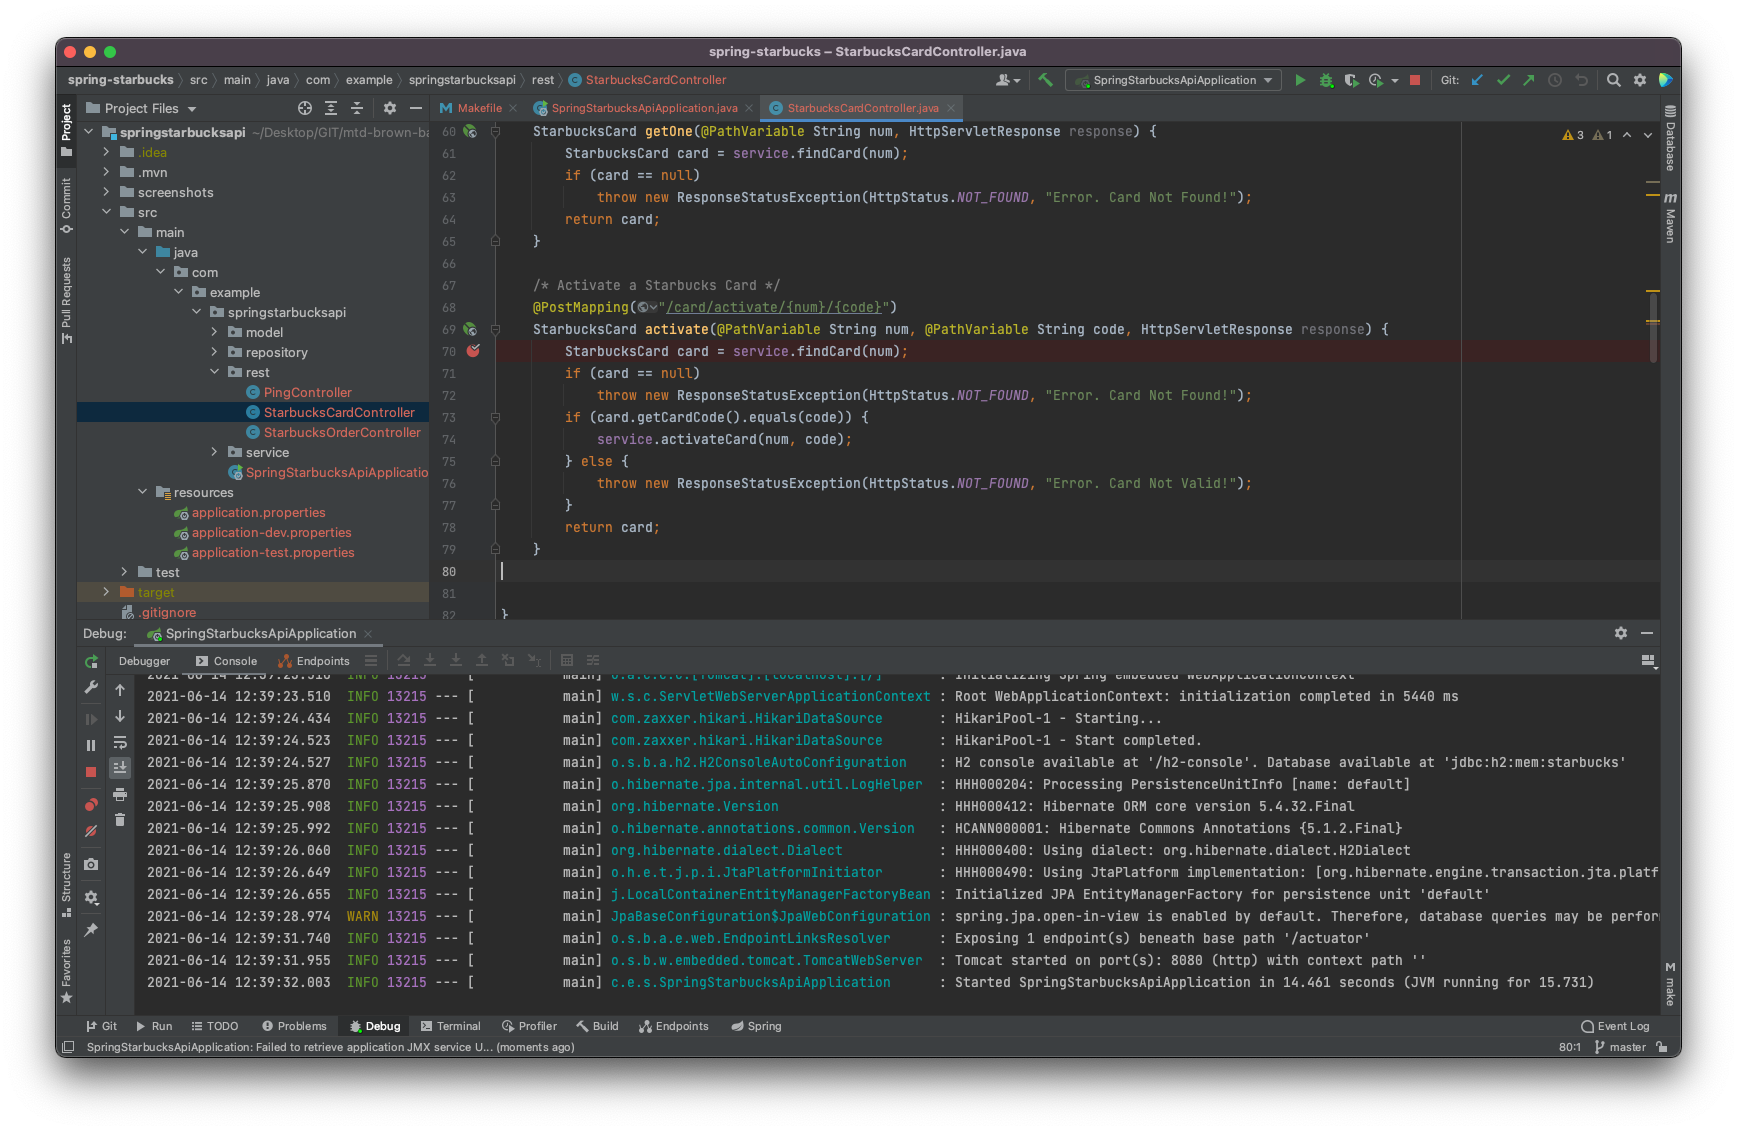 spring-starbucks – StarbucksCardController.java
spring-starbucks 〉 src 〉 main 〉 java 〉 com 〉 example 〉 springstarbucksapi 〉 rest 〉 StarbucksCardController
SpringStarbucksApiApplication
Git:
Project
Commit
Pull Requests
Structure
Favorites
Project Files
springstarbucksapi ~/Desktop/GIT/mtd-brown-ba
.idea
.mvn
screenshots
src
main
java
com
example
springstarbucksapi
model
repository
rest
PingController
StarbucksCardController
StarbucksOrderController
service
SpringStarbucksApiApplicatio
resources
application.properties
application-dev.properties
application-test.properties
test
target
.gitignore
Makefile
SpringStarbucksApiApplication.java
StarbucksCardController.java
3 1
60 StarbucksCard getOne(@PathVariable String num, HttpServletResponse response) {
61 StarbucksCard card = service.findCard(num);
62 if (card == null)
63 throw new ResponseStatusException(HttpStatus.NOT_FOUND, "Error. Card Not Found!");
64 return card;
65 }
66
67 /* Activate a Starbucks Card */
68 @PostMapping("/card/activate/{num}/{code}")
69 StarbucksCard activate(@PathVariable String num, @PathVariable String code, HttpServletResponse response) {
70 StarbucksCard card = service.findCard(num);
71 if (card == null)
72 throw new ResponseStatusException(HttpStatus.NOT_FOUND, "Error. Card Not Found!");
73 if (card.getCardCode().equals(code)) {
74 service.activateCard(num, code);
75 } else {
76 throw new ResponseStatusException(HttpStatus.NOT_FOUND, "Error. Card Not Valid!");
77 }
78 return card;
79 }
80
81
82 }
Database
Maven
make
Debug: SpringStarbucksApiApplication
Debugger Console Endpoints
2021-06-14 12:39:23.510 INFO 13215 --- [ main] o.a.c.c.C.[Tomcat].[localhost].[/] : Initializing Spring embedded WebApplicationContext
2021-06-14 12:39:23.510 INFO 13215 --- [ main] w.s.c.ServletWebServerApplicationContext : Root WebApplicationContext: initialization completed in 5440 ms
2021-06-14 12:39:24.434 INFO 13215 --- [ main] com.zaxxer.hikari.HikariDataSource : HikariPool-1 - Starting...
2021-06-14 12:39:24.523 INFO 13215 --- [ main] com.zaxxer.hikari.HikariDataSource : HikariPool-1 - Start completed.
2021-06-14 12:39:24.527 INFO 13215 --- [ main] o.s.b.a.h2.H2ConsoleAutoConfiguration : H2 console available at '/h2-console'. Database available at 'jdbc:h2:mem:starbucks'
2021-06-14 12:39:25.870 INFO 13215 --- [ main] o.hibernate.jpa.internal.util.LogHelper : HHH000204: Processing PersistenceUnitInfo [name: default]
2021-06-14 12:39:25.908 INFO 13215 --- [ main] org.hibernate.Version : HHH000412: Hibernate ORM core version 5.4.32.Final
2021-06-14 12:39:25.992 INFO 13215 --- [ main] o.hibernate.annotations.common.Version : HCANN000001: Hibernate Commons Annotations {5.1.2.Final}
2021-06-14 12:39:26.060 INFO 13215 --- [ main] org.hibernate.dialect.Dialect : HHH000400: Using dialect: org.hibernate.dialect.H2Dialect
2021-06-14 12:39:26.649 INFO 13215 --- [ main] o.h.e.t.j.p.i.JtaPlatformInitiator : HHH000490: Using JtaPlatform implementation: [org.hibernate.engine.transaction.jta.platf
2021-06-14 12:39:26.655 INFO 13215 --- [ main] j.LocalContainerEntityManagerFactoryBean : Initialized JPA EntityManagerFactory for persistence unit 'default'
2021-06-14 12:39:28.974 WARN 13215 --- [ main] JpaBaseConfiguration$JpaWebConfiguration : spring.jpa.open-in-view is enabled by default. Therefore, database queries may be perfor
2021-06-14 12:39:31.740 INFO 13215 --- [ main] o.s.b.a.e.web.EndpointLinksResolver : Exposing 1 endpoint(s) beneath base path '/actuator'
2021-06-14 12:39:31.955 INFO 13215 --- [ main] o.s.b.w.embedded.tomcat.TomcatWebServer : Tomcat started on port(s): 8080 (http) with context path ''
2021-06-14 12:39:32.003 INFO 13215 --- [ main] c.e.s.SpringStarbucksApiApplication : Started SpringStarbucksApiApplication in 14.461 seconds (JVM running for 15.731)
Git Run TODO Problems Debug Terminal Profiler Build Endpoints Spring Event Log
SpringStarbucksApiApplication: Failed to retrieve application JMX service U... (moments ago) 80:1 master